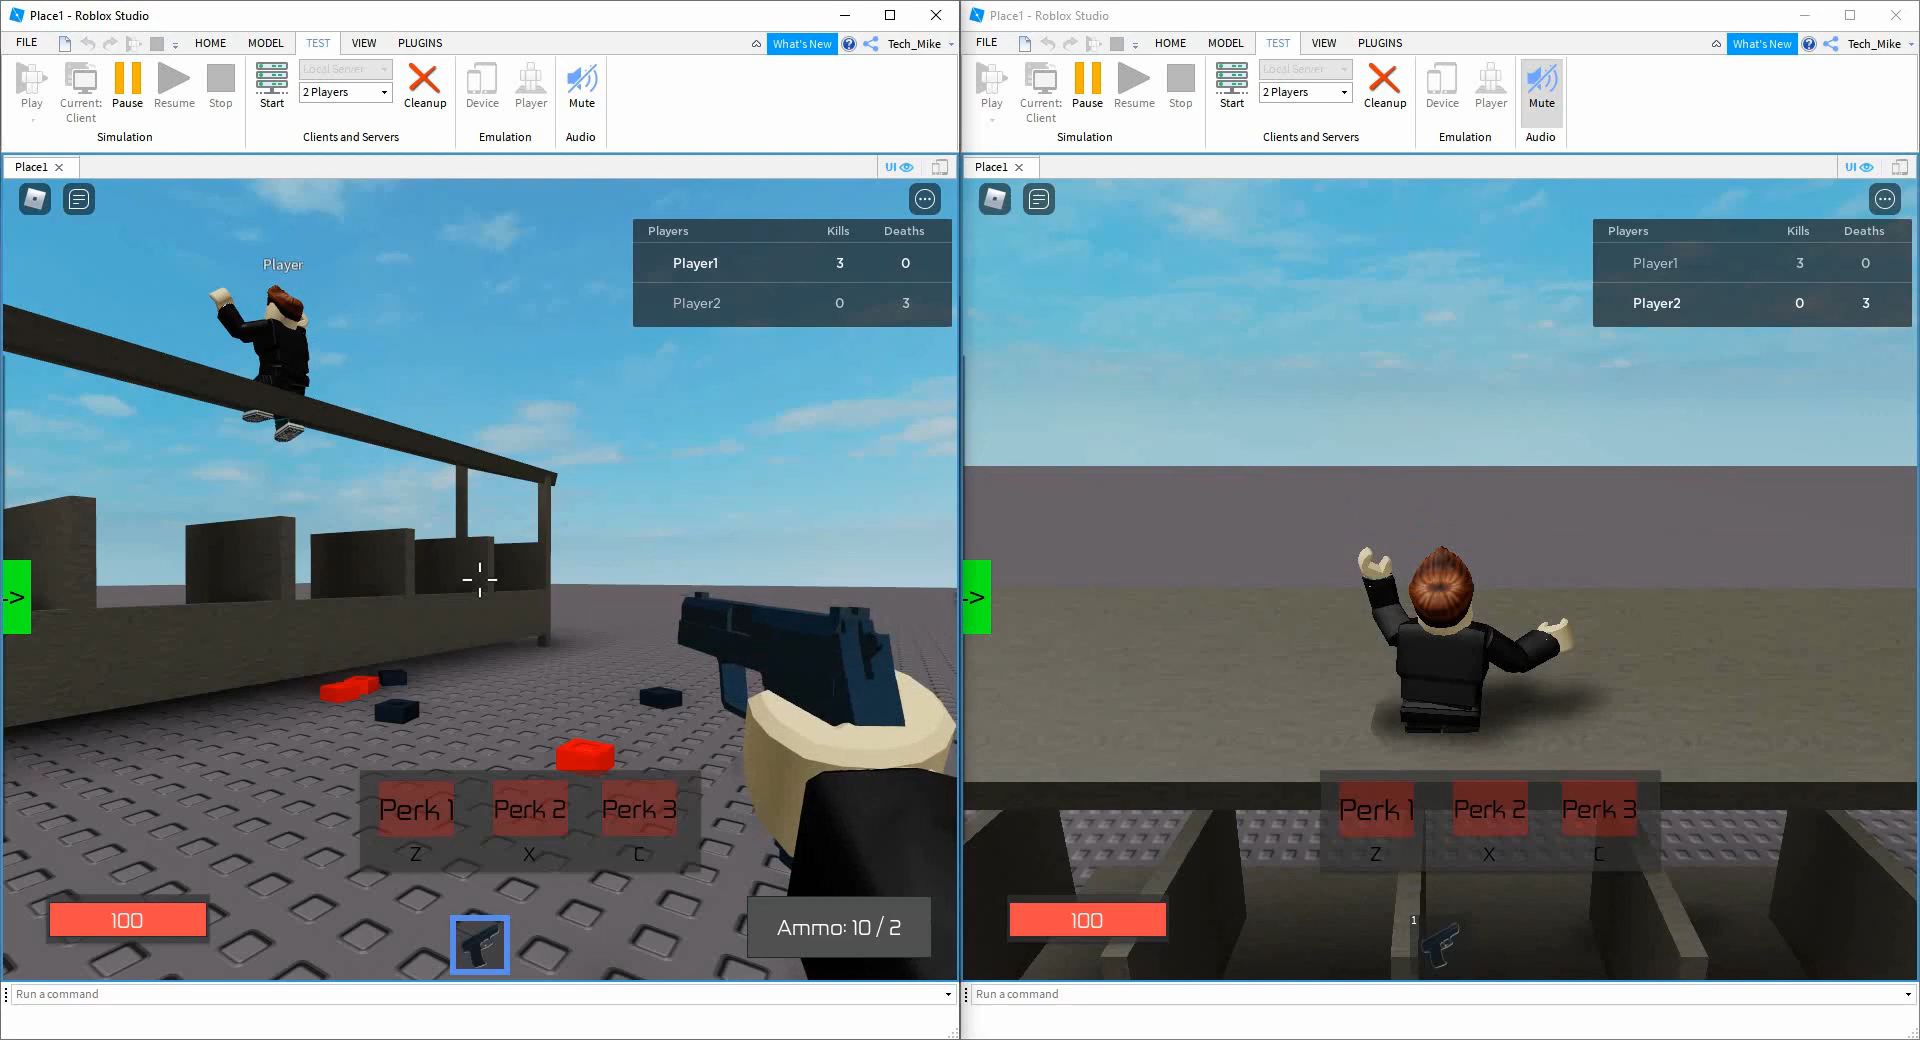 Place1 - Roblox Studio
FILE HOME MODEL TEST VIEW PLUGINS What's New Tech_Mike
Play Current: Client Pause Resume Stop Start Local Server 2 Players Cleanup Device Player Mute
Simulation Clients and Servers Emulation Audio
Place1 UI
Players Kills Deaths
Player1 3 0
Player2 0 3
Player
->
Perk 1 Perk 2 Perk 3
Z X C
100
Ammo: 10 / 2
Run a command
Place1 - Roblox Studio
FILE HOME MODEL TEST VIEW PLUGINS What's New Tech_Mike
Play Current: Client Pause Resume Stop Start Local Server 2 Players Cleanup Device Player Mute
Simulation Clients and Servers Emulation Audio
Place1 UI
Players Kills Deaths
Player1 3 0
Player2 0 3
->
Perk 1 Perk 2 Perk 3
Z X C
100
1
Run a command